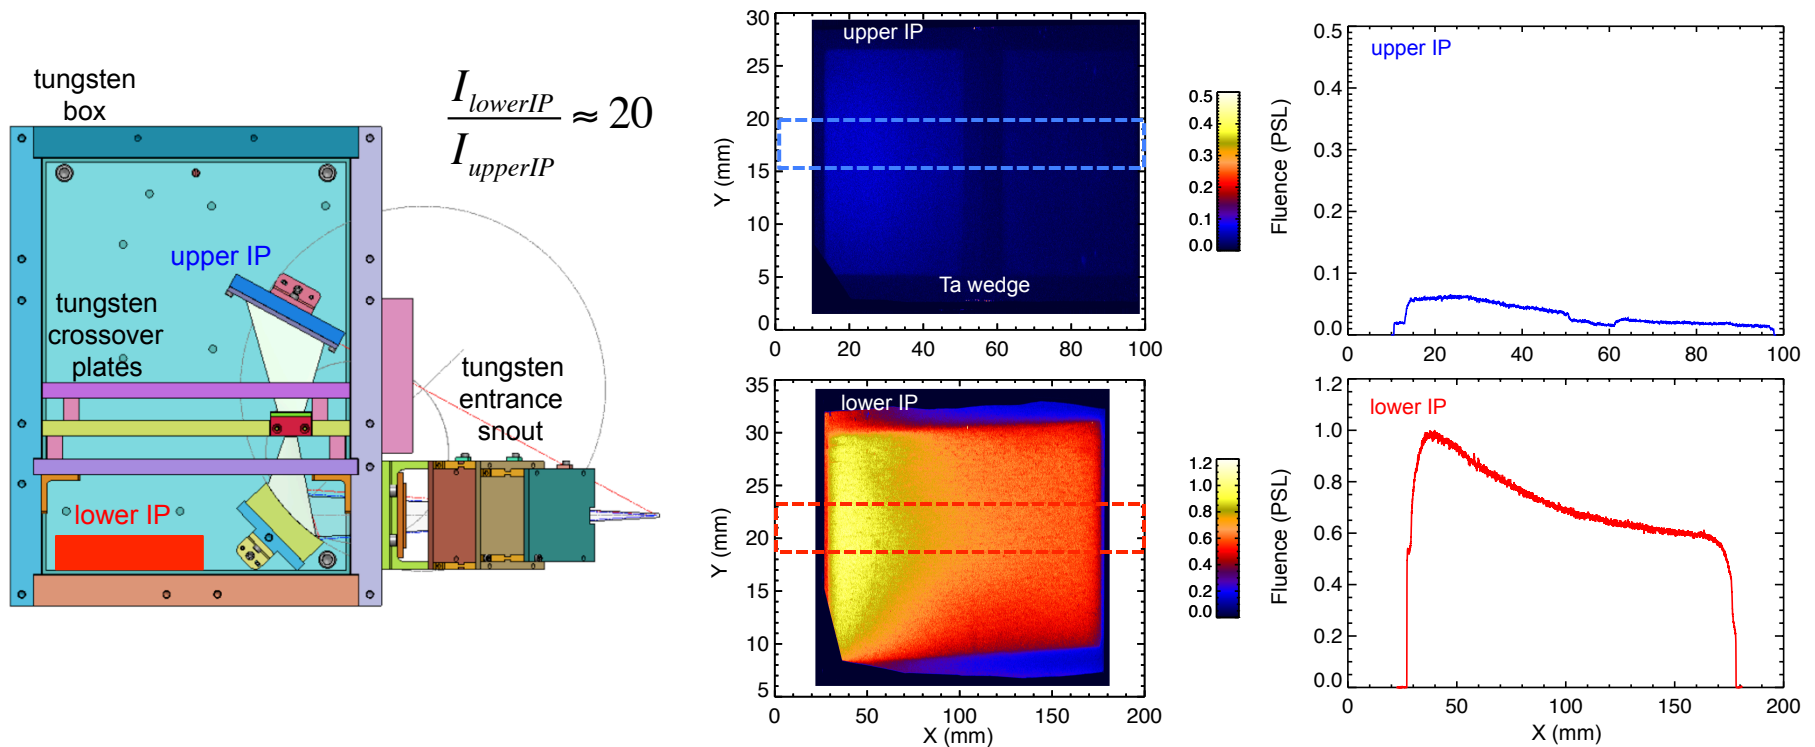 tungsten
box
I_lowerIP / I_upperIP ≈ 20
upper IP
tungsten
crossover
plates
tungsten
entrance
snout
lower IP
30
25
20
15
10
5
0
Y (mm)
upper IP
Ta wedge
0 20 40 60 80 100
0.5
0.4
0.3
0.2
0.1
0.0
Fluence (PSL)
0.5
0.4
0.3
0.2
0.1
0.0
upper IP
0 20 40 60 80 100
35
30
25
20
15
10
5
Y (mm)
lower IP
0 50 100 150 200
X (mm)
1.2
1.0
0.8
0.6
0.4
0.2
0.0
Fluence (PSL)
1.2
1.0
0.8
0.6
0.4
0.2
0.0
lower IP
0 50 100 150 200
X (mm)